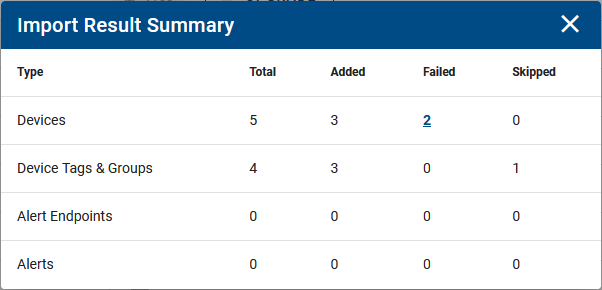 Import Result Summary
Type Total Added Failed Skipped
Devices 5 3 2 0
Device Tags & Groups 4 3 0 1
Alert Endpoints 0 0 0 0
Alerts 0 0 0 0